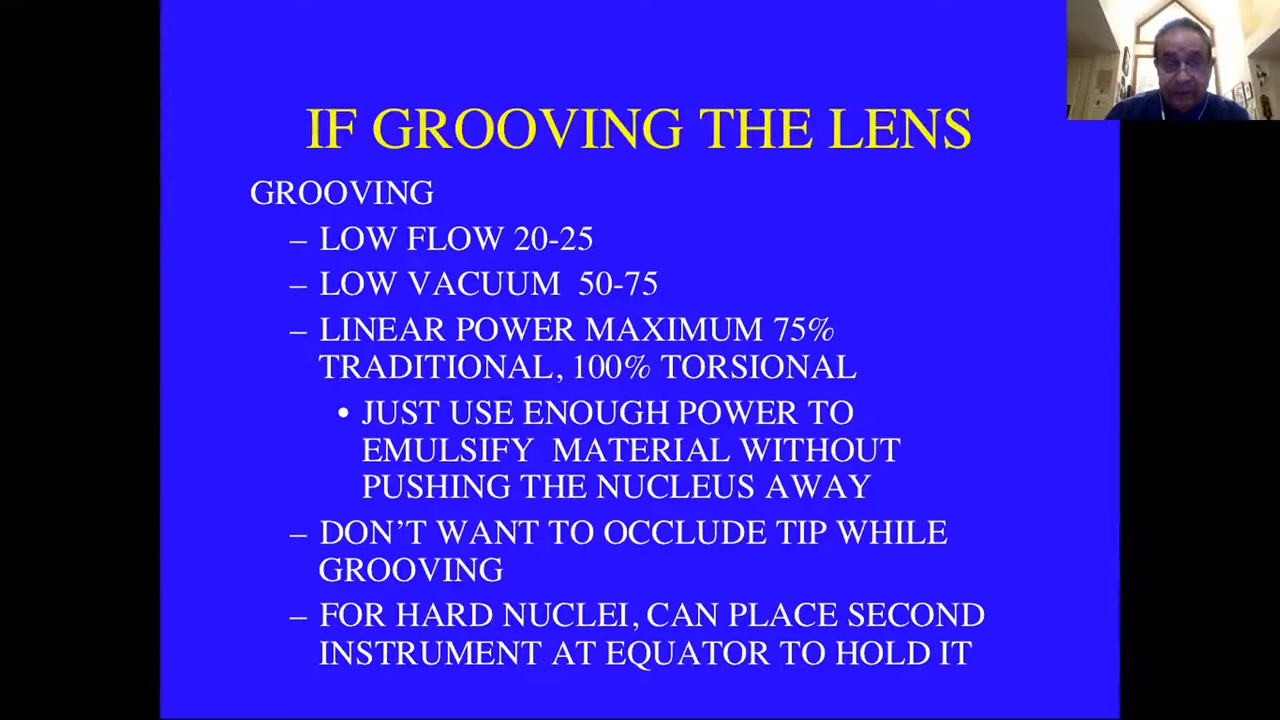 IF GROOVING THE LENS
GROOVING
– LOW FLOW 20-25
– LOW VACUUM  50-75
– LINEAR POWER MAXIMUM 75%
TRADITIONAL, 100% TORSIONAL
• JUST USE ENOUGH POWER TO
EMULSIFY  MATERIAL WITHOUT
PUSHING THE NUCLEUS AWAY
– DON’T WANT TO OCCLUDE TIP WHILE
GROOVING
– FOR HARD NUCLEI, CAN PLACE SECOND
INSTRUMENT AT EQUATOR TO HOLD IT